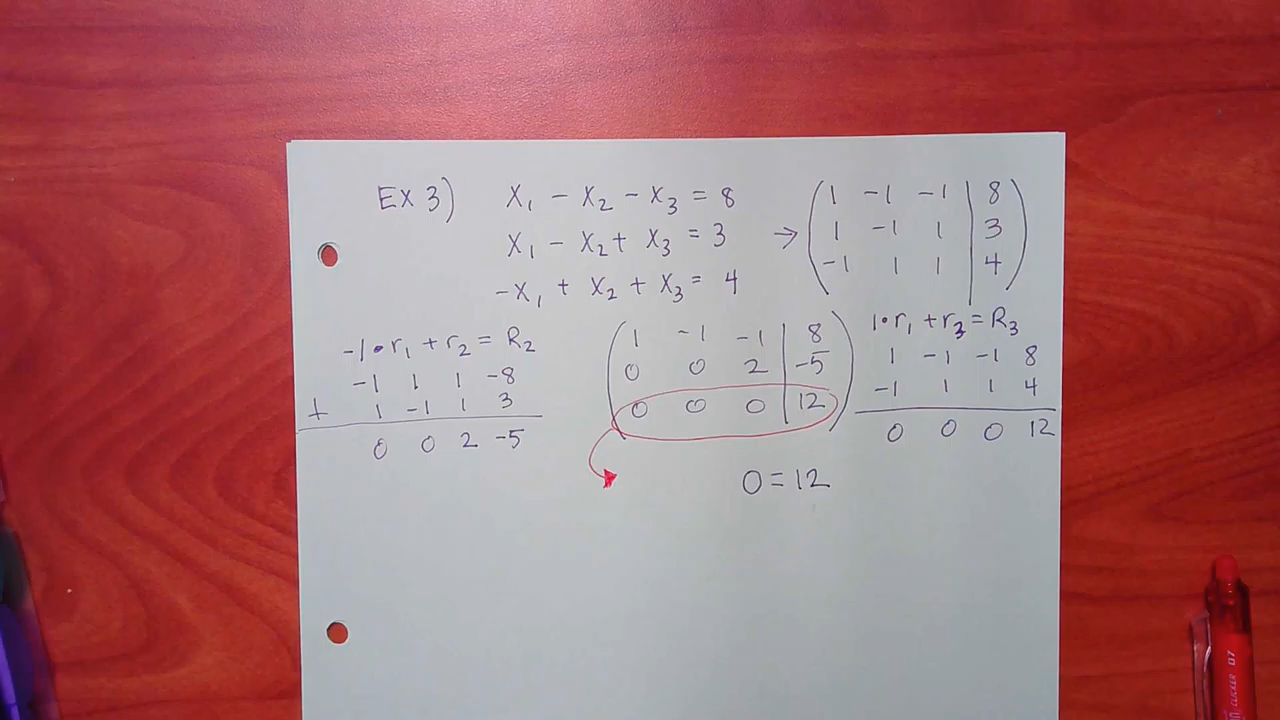 Ex 3) x₁ - x₂ - x₃ = 8
x₁ - x₂ + x₃ = 3
-x₁ + x₂ + x₃ = 4
→ ( 1 -1 -1 | 8
1 -1 1 | 3
-1 1 1 | 4 )
-1·r₁ + r₂ = R₂
-1 1 1 -8
+ 1 -1 1 3
0 0 2 -5
( 1 -1 -1 | 8
0 0 2 | -5
0 0 0 | 12 )
1·r₁ + r₃ = R₃
1 -1 -1 8
-1 1 1 4
0 0 0 12
0 = 12
CLICKER 07